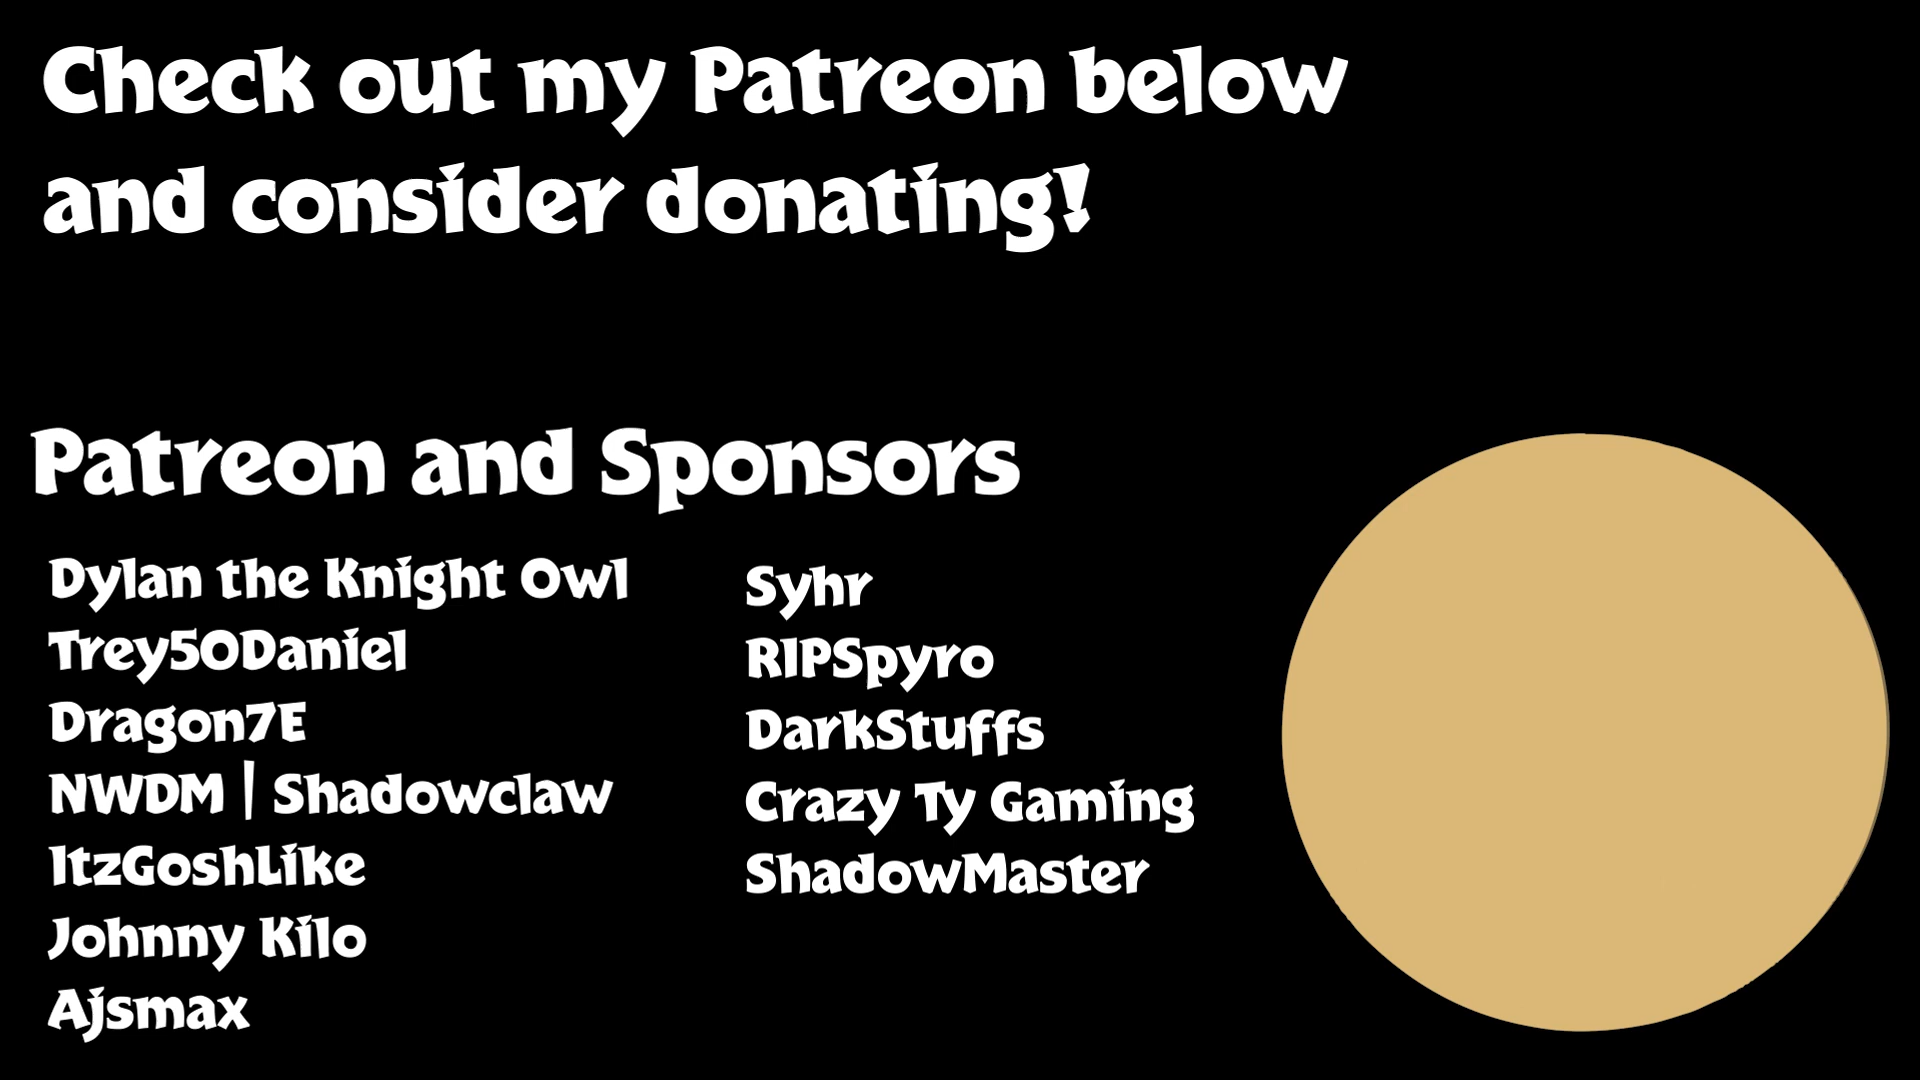 Check out my Patreon below
and consider donating!
Patreon and Sponsors
Dylan the Knight Owl
Trey50Daniel
Dragon7E
NWDM | Shadowclaw
ItzGoshLike
Johnny Kilo
Ajsmax
Syhr
RIPSpyro
DarkStuffs
Crazy Ty Gaming
ShadowMaster